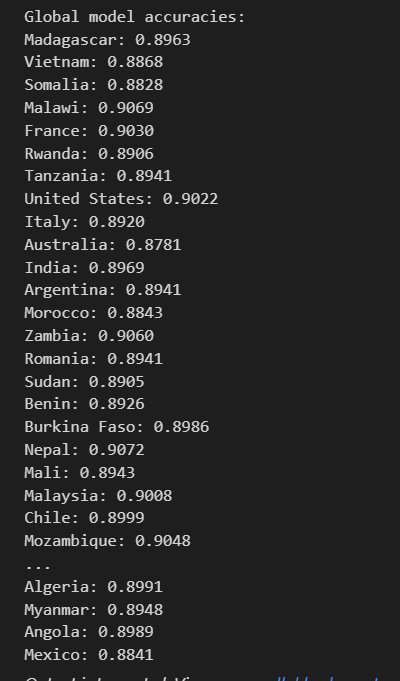 Global model accuracies:
Madagascar: 0.8963
Vietnam: 0.8868
Somalia: 0.8828
Malawi: 0.9069
France: 0.9030
Rwanda: 0.8906
Tanzania: 0.8941
United States: 0.9022
Italy: 0.8920
Australia: 0.8781
India: 0.8969
Argentina: 0.8941
Morocco: 0.8843
Zambia: 0.9060
Romania: 0.8941
Sudan: 0.8905
Benin: 0.8926
Burkina Faso: 0.8986
Nepal: 0.9072
Mali: 0.8943
Malaysia: 0.9008
Chile: 0.8999
Mozambique: 0.9048
...
Algeria: 0.8991
Myanmar: 0.8948
Angola: 0.8989
Mexico: 0.8841